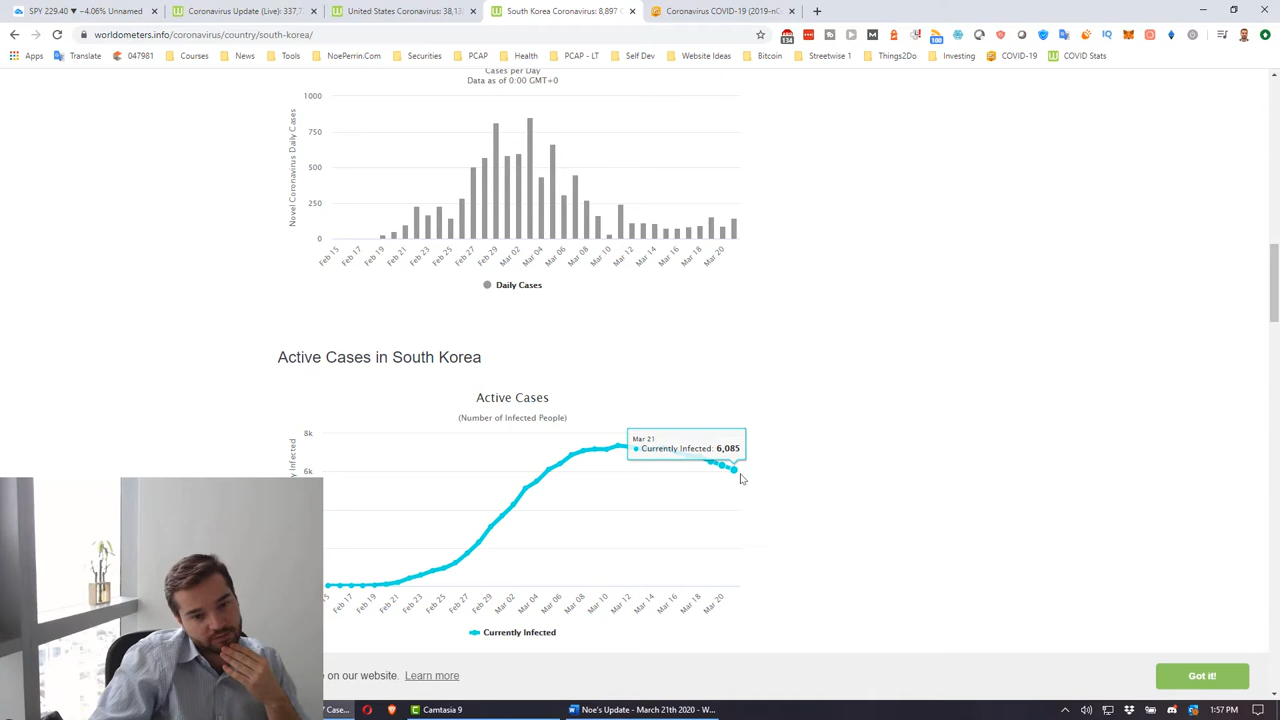 SPY 229.40 ▼ −4.06% Unnamed
Coronavirus Update (Live): 337,7
United States Coronavirus: 38,13
South Korea Coronavirus: 8,897 C
Coronavirus COVID-19 (2019-nC
worldometers.info/coronavirus/country/south-korea/
134
100
IQ
Apps
Translate
047981
Courses
News
Tools
NoePerrin.Com
Securities
PCAP
Health
PCAP - LT
Self Dev
Website Ideas
Bitcoin
Streetwise 1
Things2Do
Investing
COVID-19
COVID Stats
Cases per Day
Data as of 0:00 GMT+0
Novel Coronavirus Daily Cases
1000
750
500
250
0
Feb 15
Feb 17
Feb 19
Feb 21
Feb 23
Feb 25
Feb 27
Feb 29
Mar 02
Mar 04
Mar 06
Mar 08
Mar 10
Mar 12
Mar 14
Mar 16
Mar 18
Mar 20
Daily Cases
Active Cases in South Korea
Active Cases
(Number of Infected People)
8k
6k
Infected
Mar 21
Currently Infected: 6,085
15
Feb 17
Feb 19
Feb 21
Feb 23
Feb 25
Feb 27
Feb 29
Mar 02
Mar 04
Mar 06
Mar 08
Mar 10
Mar 12
Mar 14
Mar 16
Mar 18
Mar 20
Currently Infected
on our website. Learn more
Got it!
Case...
Camtasia 9
Noe's Update - March 21th 2020 - W...
1:57 PM